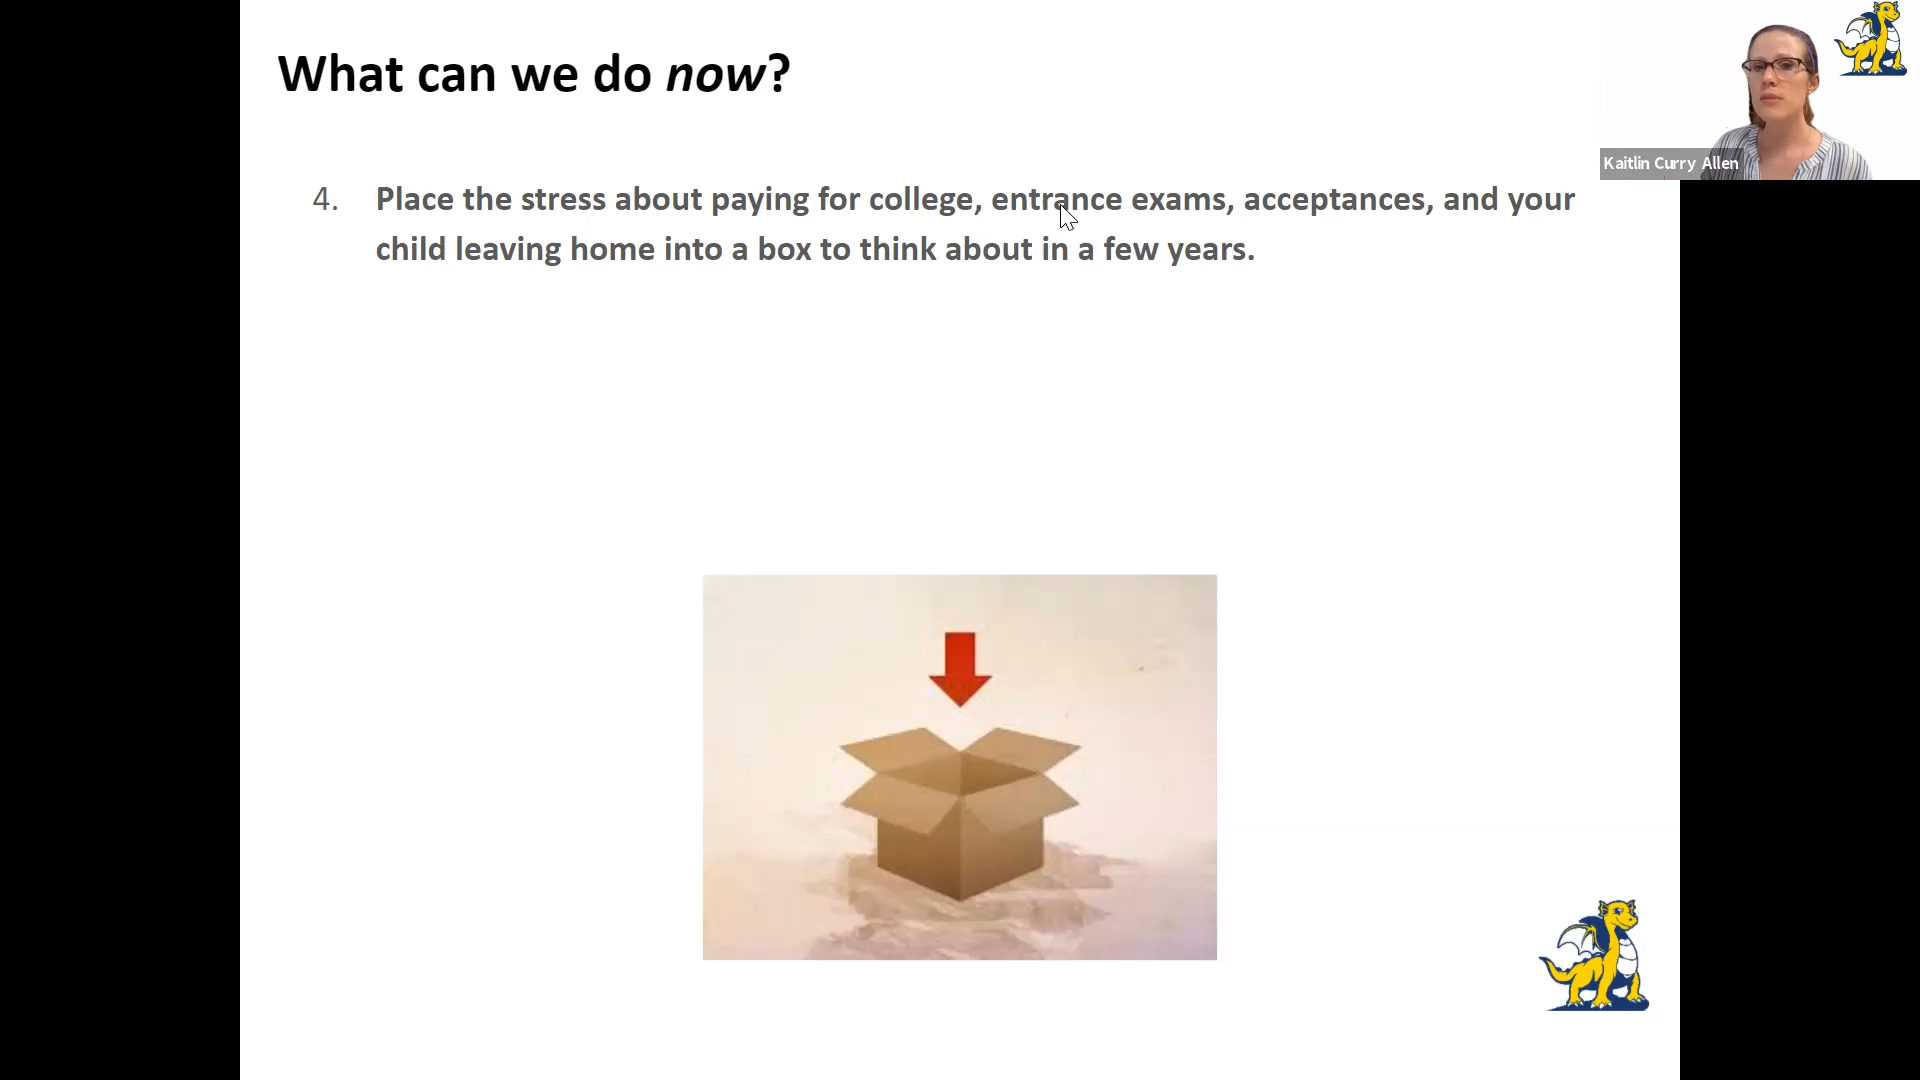 What can we do now?
Kaitlin Curry Allen
4. Place the stress about paying for college, entrance exams, acceptances, and your
child leaving home into a box to think about in a few years.